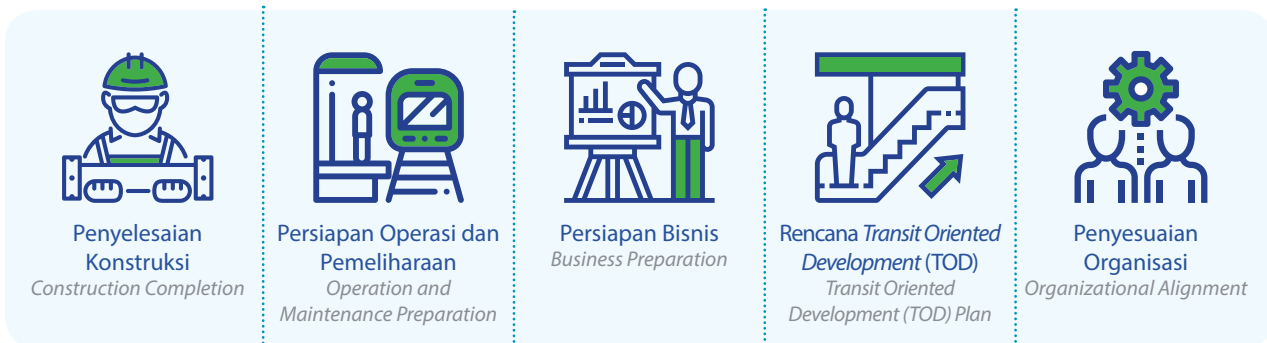 Penyelesaian
Konstruksi
Construction Completion
Persiapan Operasi dan
Pemeliharaan
Operation and
Maintenance Preparation
Persiapan Bisnis
Business Preparation
Rencana Transit Oriented
Development (TOD)
Transit Oriented
Development (TOD) Plan
Penyesuaian
Organisasi
Organizational Alignment